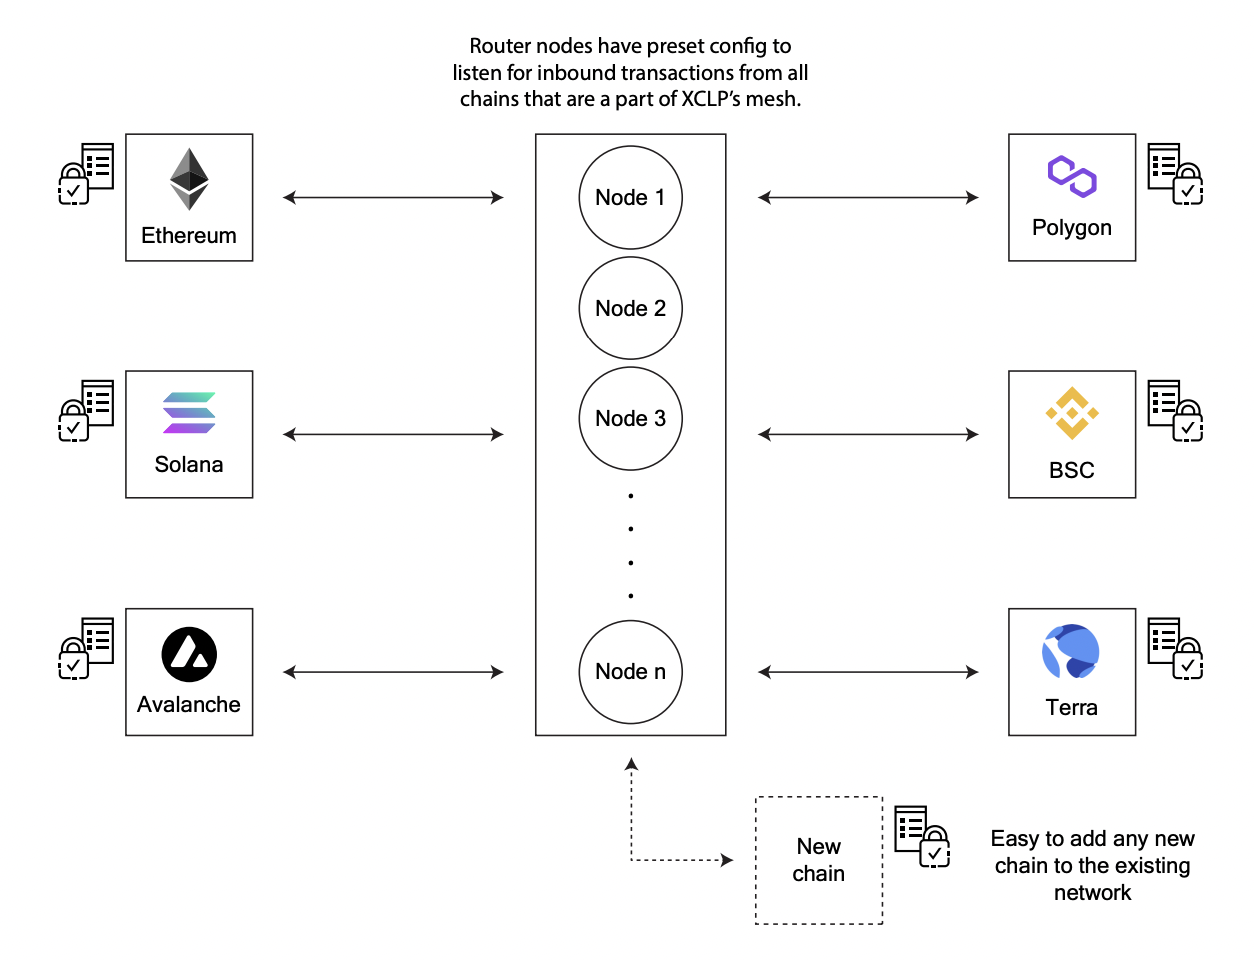 Router nodes have preset config to
listen for inbound transactions from all
chains that are a part of XCLP’s mesh.
Ethereum
Node 1
Polygon
Node 2
Solana
Node 3
BSC
Avalanche
Node n
Terra
New
chain
Easy to add any new
chain to the existing
network